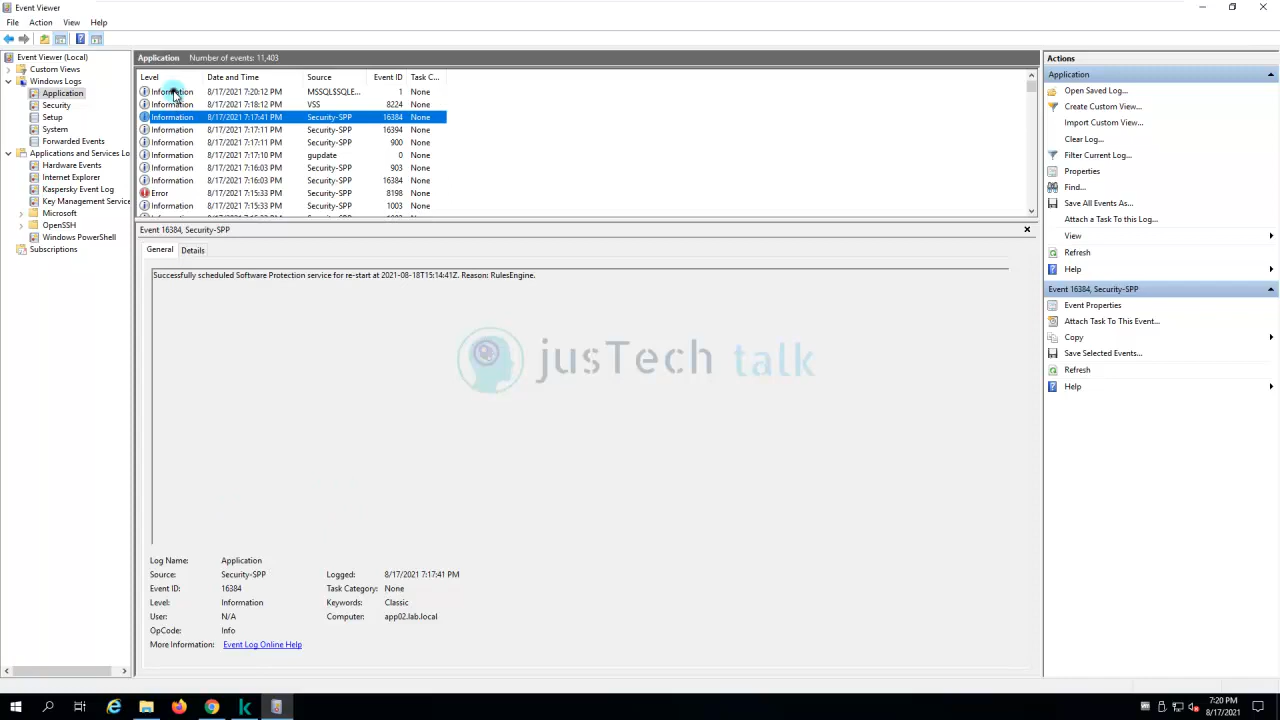 Event Viewer
File Action View Help
Event Viewer (Local)
Custom Views
Windows Logs
Application
Security
Setup
System
Forwarded Events
Applications and Services Lo
Hardware Events
Internet Explorer
Kaspersky Event Log
Key Management Service
Microsoft
OpenSSH
Windows PowerShell
Subscriptions
Application Number of events: 11,403
Level Date and Time Source Event ID Task C...
Information 8/17/2021 7:20:12 PM MSSQL$SQLE... 1 None
Information 8/17/2021 7:18:12 PM VSS 8224 None
Information 8/17/2021 7:17:41 PM Security-SPP 16384 None
Information 8/17/2021 7:17:11 PM Security-SPP 16394 None
Information 8/17/2021 7:17:11 PM Security-SPP 900 None
Information 8/17/2021 7:17:10 PM gupdate 0 None
Information 8/17/2021 7:16:03 PM Security-SPP 903 None
Information 8/17/2021 7:16:03 PM Security-SPP 16384 None
Error 8/17/2021 7:15:33 PM Security-SPP 8198 None
Information 8/17/2021 7:15:33 PM Security-SPP 1003 None
Event 16384, Security-SPP
General Details
Successfully scheduled Software Protection service for re-start at 2021-08-18T15:14:41Z. Reason: RulesEngine.
jusTech talk
Log Name: Application
Source: Security-SPP Logged: 8/17/2021 7:17:41 PM
Event ID: 16384 Task Category: None
Level: Information Keywords: Classic
User: N/A Computer: app02.lab.local
OpCode: Info
More Information: Event Log Online Help
Actions
Application
Open Saved Log...
Create Custom View...
Import Custom View...
Clear Log...
Filter Current Log...
Properties
Find...
Save All Events As...
Attach a Task To this Log...
View
Refresh
Help
Event 16384, Security-SPP
Event Properties
Attach Task To This Event...
Copy
Save Selected Events...
Refresh
Help
7:20 PM
8/17/2021